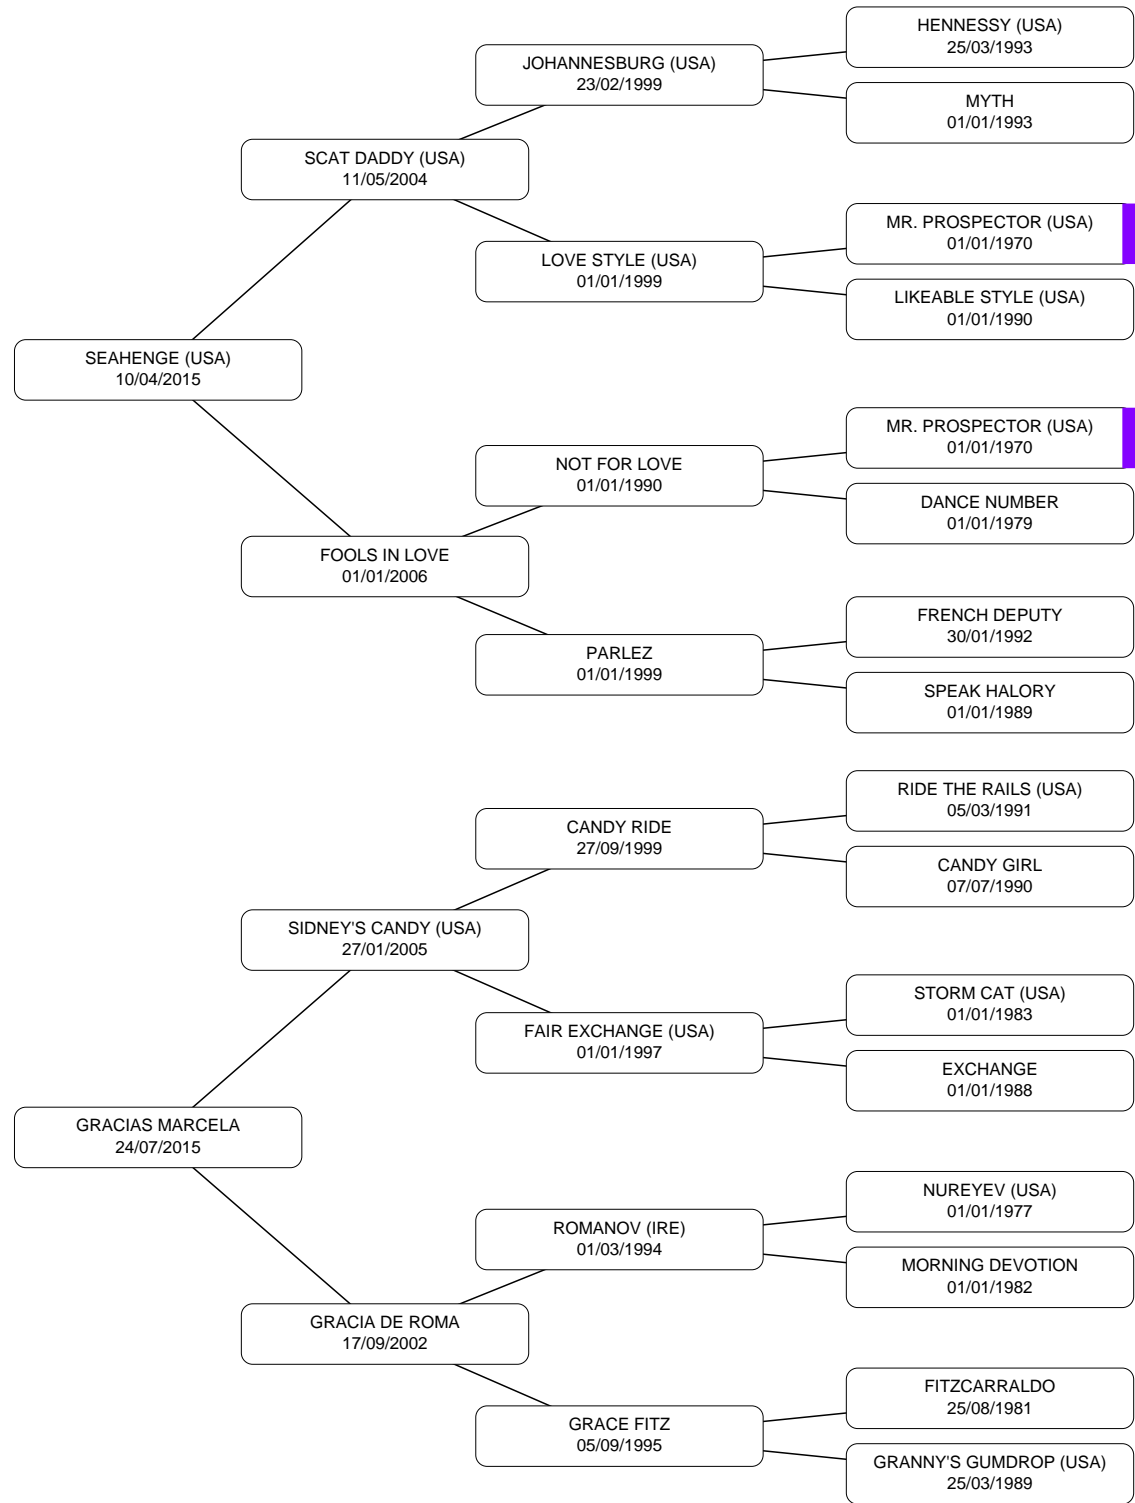 HENNESSY (USA)
25/03/1993
JOHANNESBURG (USA)
23/02/1999
MYTH
01/01/1993
SCAT DADDY (USA)
11/05/2004
MR. PROSPECTOR (USA)
01/01/1970
LOVE STYLE (USA)
01/01/1999
LIKEABLE STYLE (USA)
01/01/1990
SEAHENGE (USA)
10/04/2015
MR. PROSPECTOR (USA)
01/01/1970
NOT FOR LOVE
01/01/1990
DANCE NUMBER
01/01/1979
FOOLS IN LOVE
01/01/2006
FRENCH DEPUTY
30/01/1992
PARLEZ
01/01/1999
SPEAK HALORY
01/01/1989
RIDE THE RAILS (USA)
05/03/1991
CANDY RIDE
27/09/1999
CANDY GIRL
07/07/1990
SIDNEY'S CANDY (USA)
27/01/2005
STORM CAT (USA)
01/01/1983
FAIR EXCHANGE (USA)
01/01/1997
EXCHANGE
01/01/1988
GRACIAS MARCELA
24/07/2015
NUREYEV (USA)
01/01/1977
ROMANOV (IRE)
01/03/1994
MORNING DEVOTION
01/01/1982
GRACIA DE ROMA
17/09/2002
FITZCARRALDO
25/08/1981
GRACE FITZ
05/09/1995
GRANNY'S GUMDROP (USA)
25/03/1989